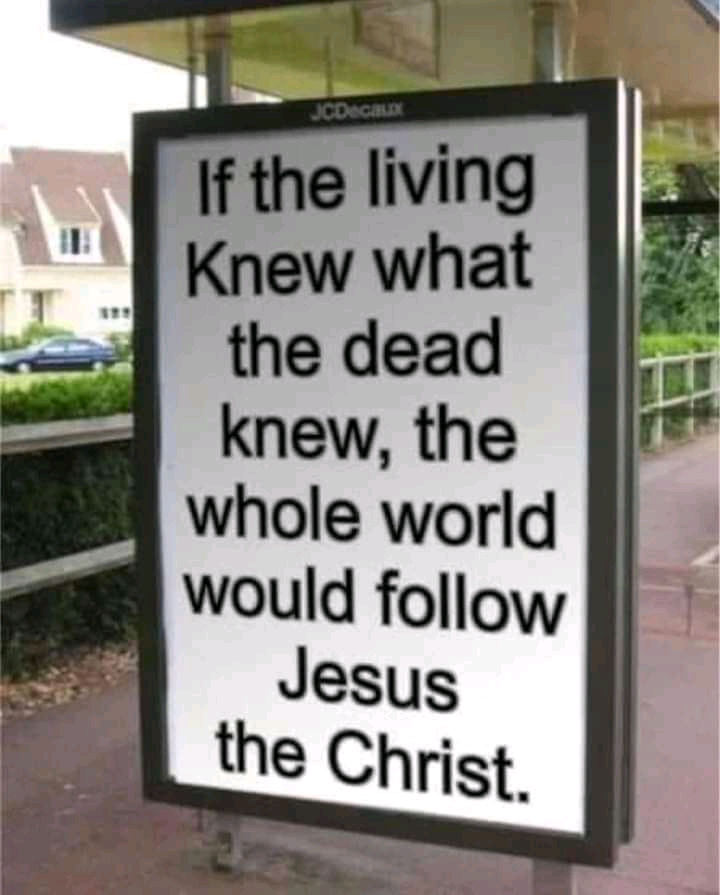 JCDecaux
If the living
Knew what
the dead
knew, the
whole world
would follow
Jesus
the Christ.